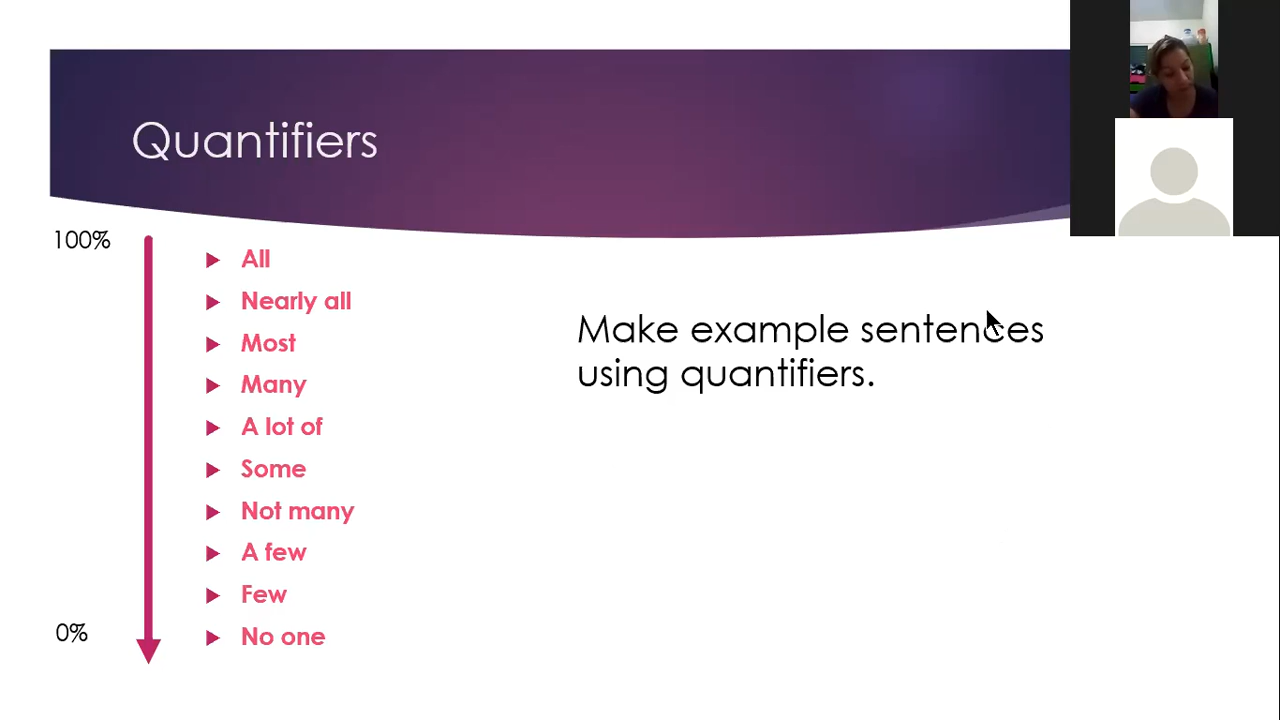 Quantifiers
100%
All
Nearly all
Most
Many
A lot of
Some
Not many
A few
Few
No one
0%
Make example sentences
using quantifiers.